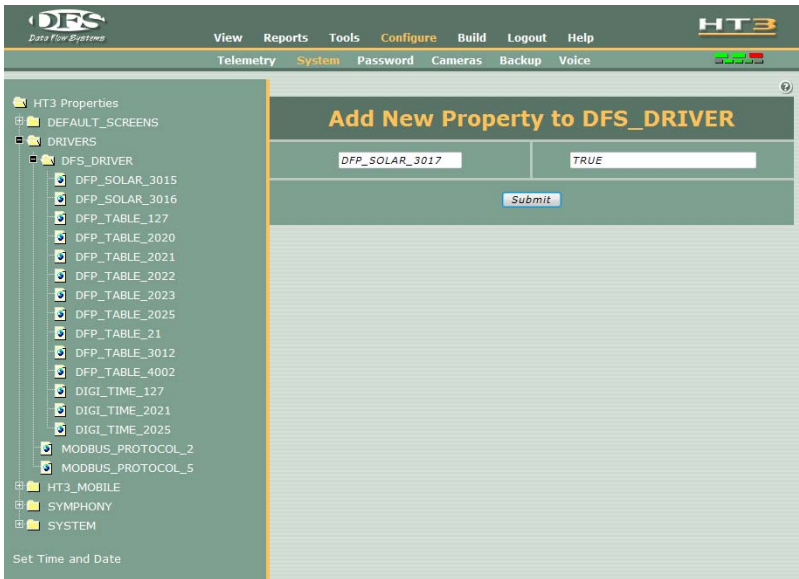 DFS
Data Flow Systems
HT3
View Reports Tools Configure Build Logout Help
Telemetry System Password Cameras Backup Voice
?
HT3 Properties
DEFAULT_SCREENS
DRIVERS
DFS_DRIVER
DFP_SOLAR_3015
DFP_SOLAR_3016
DFP_TABLE_127
DFP_TABLE_2020
DFP_TABLE_2021
DFP_TABLE_2022
DFP_TABLE_2023
DFP_TABLE_2025
DFP_TABLE_21
DFP_TABLE_3012
DFP_TABLE_4002
DIGI_TIME_127
DIGI_TIME_2021
DIGI_TIME_2025
MODBUS_PROTOCOL_2
MODBUS_PROTOCOL_5
HT3_MOBILE
SYMPHONY
SYSTEM
Set Time and Date
Add New Property to DFS_DRIVER
DFP_SOLAR_3017 TRUE
Submit